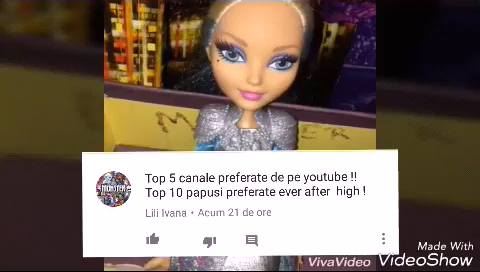 Top 5 canale preferate de pe youtube !!
Top 10 papusi preferate ever after high !
Lili Ivana • Acum 21 de ore
MONSTER
Made With
VivaVideo VideoShow